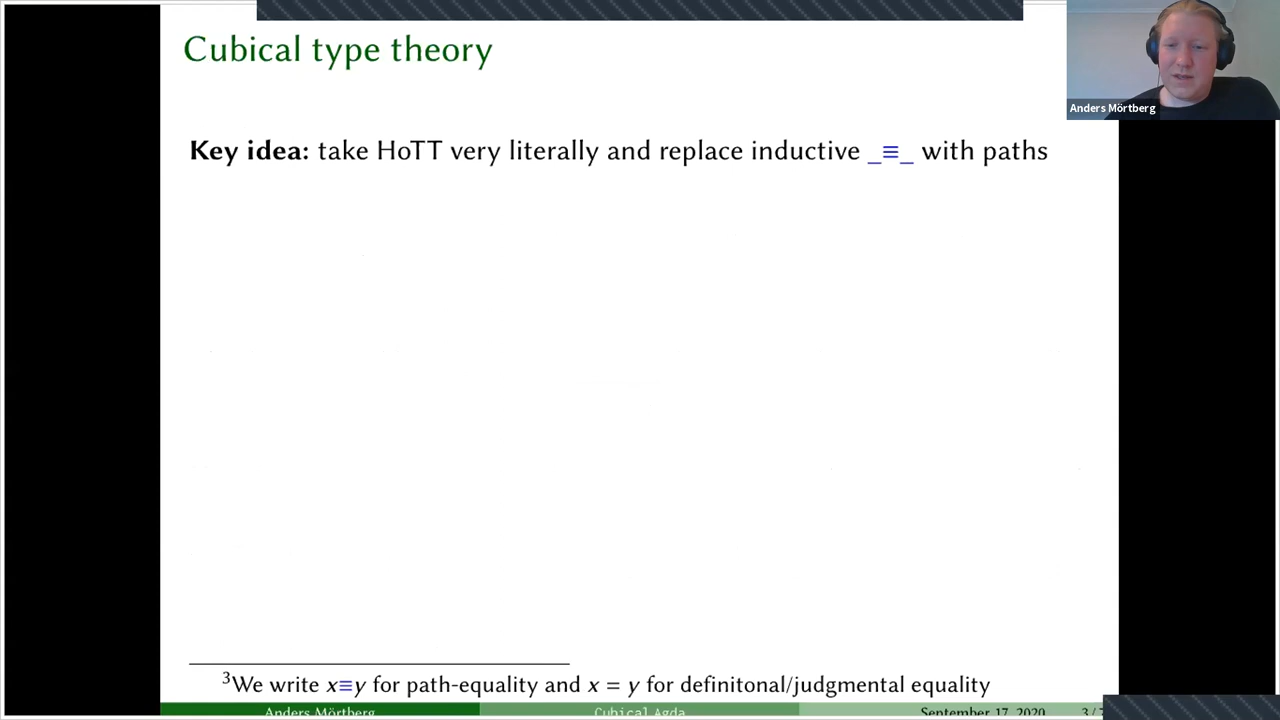 Cubical type theory
Anders Mörtberg
Key idea: take HoTT very literally and replace inductive _≡_ with paths
³We write x≡y for path-equality and x = y for definitonal/judgmental equality
Anders Mörtberg
Cubical Agda
September 17, 2020
3 /